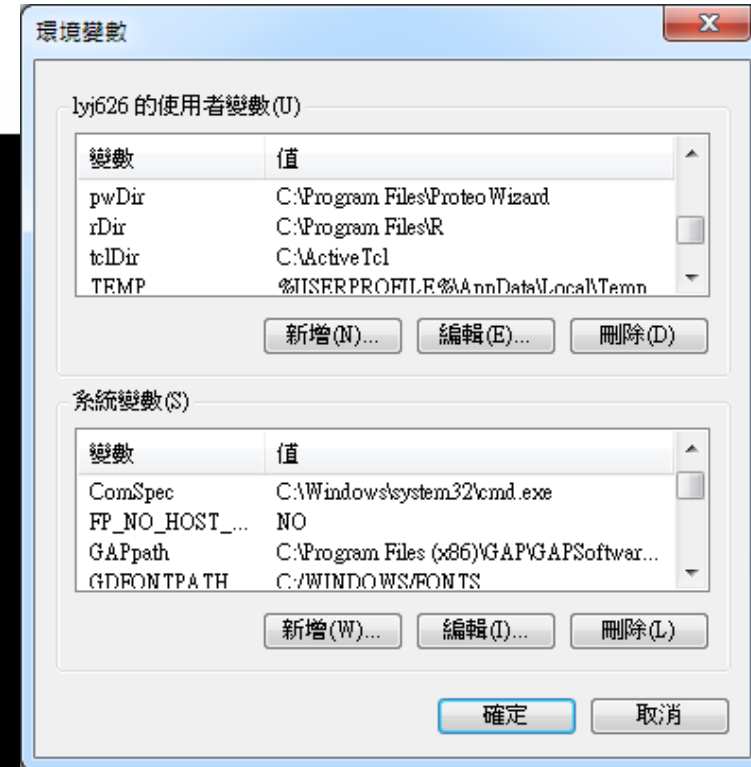 環境變數
lyj626 的使用者變數(U)
變數 值
pwDir C:\Program Files\ProteoWizard
rDir C:\Program Files\R
tclDir C:\ActiveTcl
TEMP %USERPROFILE%\AppData\Local\Temp
新增(N)... 編輯(E)... 刪除(D)
系統變數(S)
變數 值
ComSpec C:\Windows\system32\cmd.exe
FP_NO_HOST_... NO
GAPpath C:\Program Files (x86)\GAP\GAPSoftwar...
GDFONTPATH C:/WINDOWS/FONTS
新增(W)... 編輯(I)... 刪除(L)
確定 取消